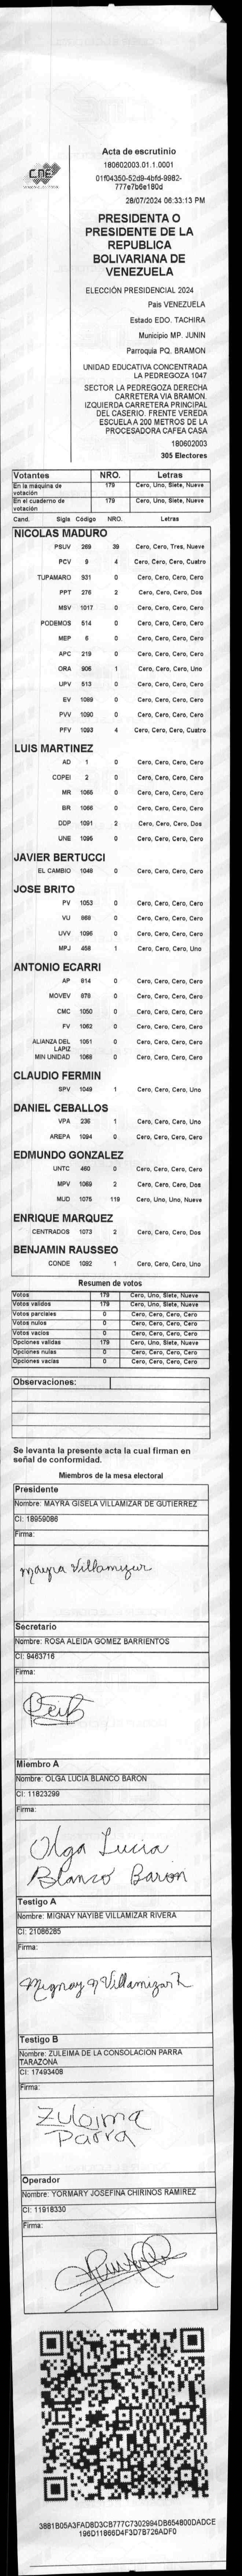 Acta de escrutinio
180602003.01.1.0001
01f04350-52d9-4bfd-9982-
777e7b6e180d
28/07/2024 06:33:13 PM
CNE
PRESIDENTA O
PRESIDENTE DE LA
REPUBLICA
BOLIVARIANA DE
VENEZUELA
ELECCIÓN PRESIDENCIAL 2024
Pais VENEZUELA
Estado EDO. TACHIRA
Municipio MP. JUNIN
Parroquia PQ. BRAMON
UNIDAD EDUCATIVA CONCENTRADA
LA PEDREGOZA 1047
SECTOR LA PEDREGOZA DERECHA
CARRETERA VIA BRAMON.
IZQUIERDA CARRETERA PRINCIPAL
DEL CASERIO. FRENTE VEREDA
ESCUELA A 200 METROS DE LA
PROCESADORA CAFEA CASA
180602003
305 Electores
Votantes NRO. Letras
En la máquina de votación 179 Cero, Uno, Siete, Nueve
En el cuaderno de votación 179 Cero, Uno, Siete, Nueve
Cand. Sigla Código NRO. Letras
NICOLAS MADURO
PSUV 269 39 Cero, Cero, Tres, Nueve
PCV 9 4 Cero, Cero, Cero, Cuatro
TUPAMARO 931 0 Cero, Cero, Cero, Cero
PPT 276 2 Cero, Cero, Cero, Dos
MSV 1017 0 Cero, Cero, Cero, Cero
PODEMOS 514 0 Cero, Cero, Cero, Cero
MEP 6 0 Cero, Cero, Cero, Cero
APC 219 0 Cero, Cero, Cero, Cero
ORA 906 1 Cero, Cero, Cero, Uno
UPV 513 0 Cero, Cero, Cero, Cero
EV 1089 0 Cero, Cero, Cero, Cero
PVV 1090 0 Cero, Cero, Cero, Cero
PFV 1093 4 Cero, Cero, Cero, Cuatro
LUIS MARTINEZ
AD 1 0 Cero, Cero, Cero, Cero
COPEI 2 0 Cero, Cero, Cero, Cero
MR 1065 0 Cero, Cero, Cero, Cero
BR 1066 0 Cero, Cero, Cero, Cero
DDP 1091 2 Cero, Cero, Cero, Dos
UNE 1095 0 Cero, Cero, Cero, Cero
JAVIER BERTUCCI
EL CAMBIO 1048 0 Cero, Cero, Cero, Cero
JOSE BRITO
PV 1053 0 Cero, Cero, Cero, Cero
VU 868 0 Cero, Cero, Cero, Cero
UVV 1096 0 Cero, Cero, Cero, Cero
MPJ 458 1 Cero, Cero, Cero, Uno
ANTONIO ECARRI
AP 814 0 Cero, Cero, Cero, Cero
MOVEV 878 0 Cero, Cero, Cero, Cero
CMC 1050 0 Cero, Cero, Cero, Cero
FV 1062 0 Cero, Cero, Cero, Cero
ALIANZA DEL LAPIZ 1051 0 Cero, Cero, Cero, Cero
MIN UNIDAD 1068 0 Cero, Cero, Cero, Cero
CLAUDIO FERMIN
SPV 1049 1 Cero, Cero, Cero, Uno
DANIEL CEBALLOS
VPA 236 1 Cero, Cero, Cero, Uno
AREPA 1094 0 Cero, Cero, Cero, Cero
EDMUNDO GONZALEZ
UNTC 460 0 Cero, Cero, Cero, Cero
MPV 1069 2 Cero, Cero, Cero, Dos
MUD 1075 119 Cero, Uno, Uno, Nueve
ENRIQUE MARQUEZ
CENTRADOS 1073 2 Cero, Cero, Cero, Dos
BENJAMIN RAUSSEO
CONDE 1092 1 Cero, Cero, Cero, Uno
Resumen de votos
Votos 179 Cero, Uno, Siete, Nueve
Votos validos 179 Cero, Uno, Siete, Nueve
Votos parciales 0 Cero, Cero, Cero, Cero
Votos nulos 0 Cero, Cero, Cero, Cero
Votos vacios 0 Cero, Cero, Cero, Cero
Opciones validas 179 Cero, Uno, Siete, Nueve
Opciones nulas 0 Cero, Cero, Cero, Cero
Opciones vacias 0 Cero, Cero, Cero, Cero
Observaciones:
Se levanta la presente acta la cual firman en
señal de conformidad.
Miembros de la mesa electoral
Presidente
Nombre: MAYRA GISELA VILLAMIZAR DE GUTIERREZ
CI: 18959086
Firma:
Mayra Villamizar
Secretario
Nombre: ROSA ALEIDA GOMEZ BARRIENTOS
CI: 9463716
Firma:
Miembro A
Nombre: OLGA LUCIA BLANCO BARON
CI: 11823299
Firma:
Olga Lucia
Blanco Baron
Testigo A
Nombre: MIGNAY NAYIBE VILLAMIZAR RIVERA
CI: 21086285
Firma:
Mignay N Villamizar R
Testigo B
Nombre: ZULEIMA DE LA CONSOLACION PARRA
TARAZONA
CI: 17493408
Firma:
Zuleima
Parra
Operador
Nombre: YORMARY JOSEFINA CHIRINOS RAMIREZ
CI: 11918330
Firma:
3881B05A3FAD8D3CB777C7302994DB654800DADCE
196D11866D4F3D7B726ADF0